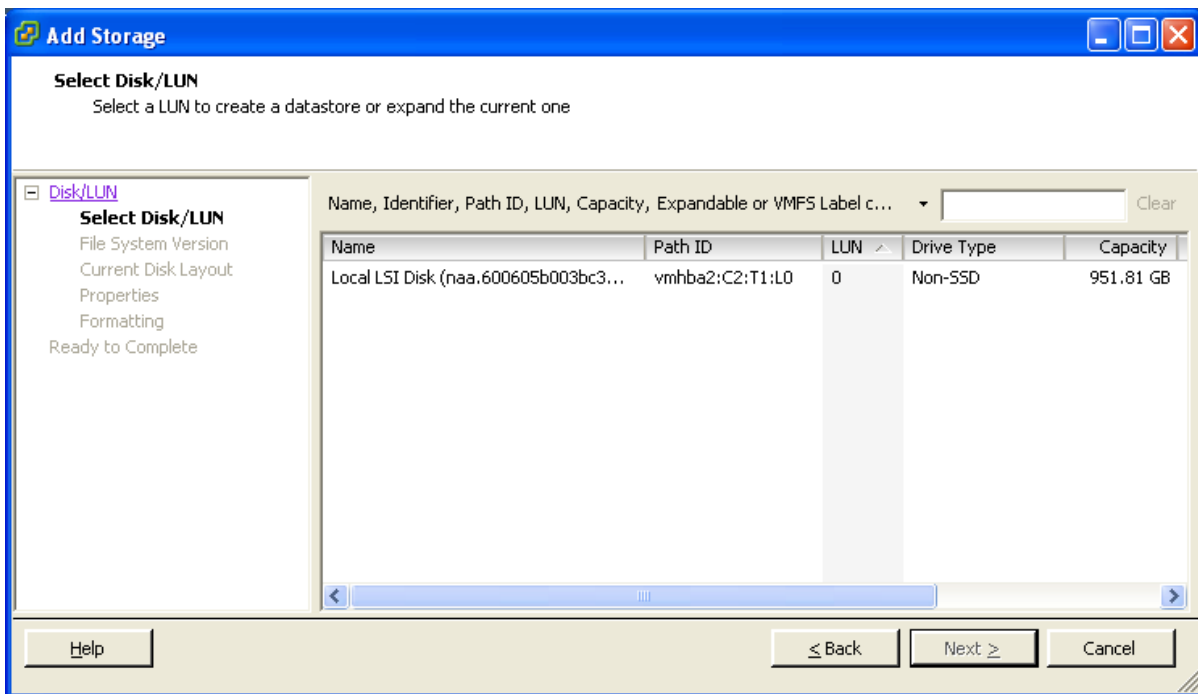 Add Storage
Select Disk/LUN
Select a LUN to create a datastore or expand the current one
Disk/LUN
Select Disk/LUN
File System Version
Current Disk Layout
Properties
Formatting
Ready to Complete
Name, Identifier, Path ID, LUN, Capacity, Expandable or VMFS Label c... Clear
Name Path ID LUN Drive Type Capacity
Local LSI Disk (naa.600605b003bc3... vmhba2:C2:T1:L0 0 Non-SSD 951.81 GB
Help < Back Next > Cancel